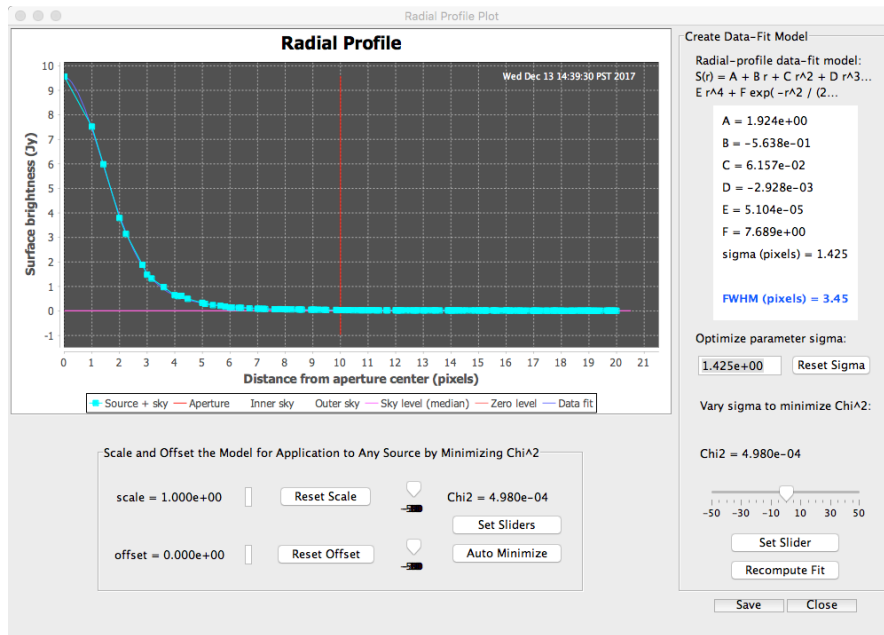 Radial Profile Plot
Radial Profile
Wed Dec 13 14:39:30 PST 2017
10
9
8
7
6
5
4
3
2
1
0
-1
Surface brightness (Jy)
0 1 2 3 4 5 6 7 8 9 10 11 12 13 14 15 16 17 18 19 20 21
Distance from aperture center (pixels)
Source + sky Aperture Inner sky Outer sky Sky level (median) Zero level Data fit
Create Data-Fit Model
Radial-profile data-fit model:
S(r) = A + B r + C r^2 + D r^3...
E r^4 + F exp( -r^2 / (2...
A = 1.924e+00
B = -5.638e-01
C = 6.157e-02
D = -2.928e-03
E = 5.104e-05
F = 7.689e+00
sigma (pixels) = 1.425
FWHM (pixels) = 3.45
Optimize parameter sigma:
1.425e+00 Reset Sigma
Vary sigma to minimize Chi^2:
Chi2 = 4.980e-04
-50 -30 -10 10 30 50
Set Slider
Recompute Fit
Save Close
Scale and Offset the Model for Application to Any Source by Minimizing Chi^2
scale = 1.000e+00 Reset Scale Chi2 = 4.980e-04
Set Sliders
offset = 0.000e+00 Reset Offset Auto Minimize